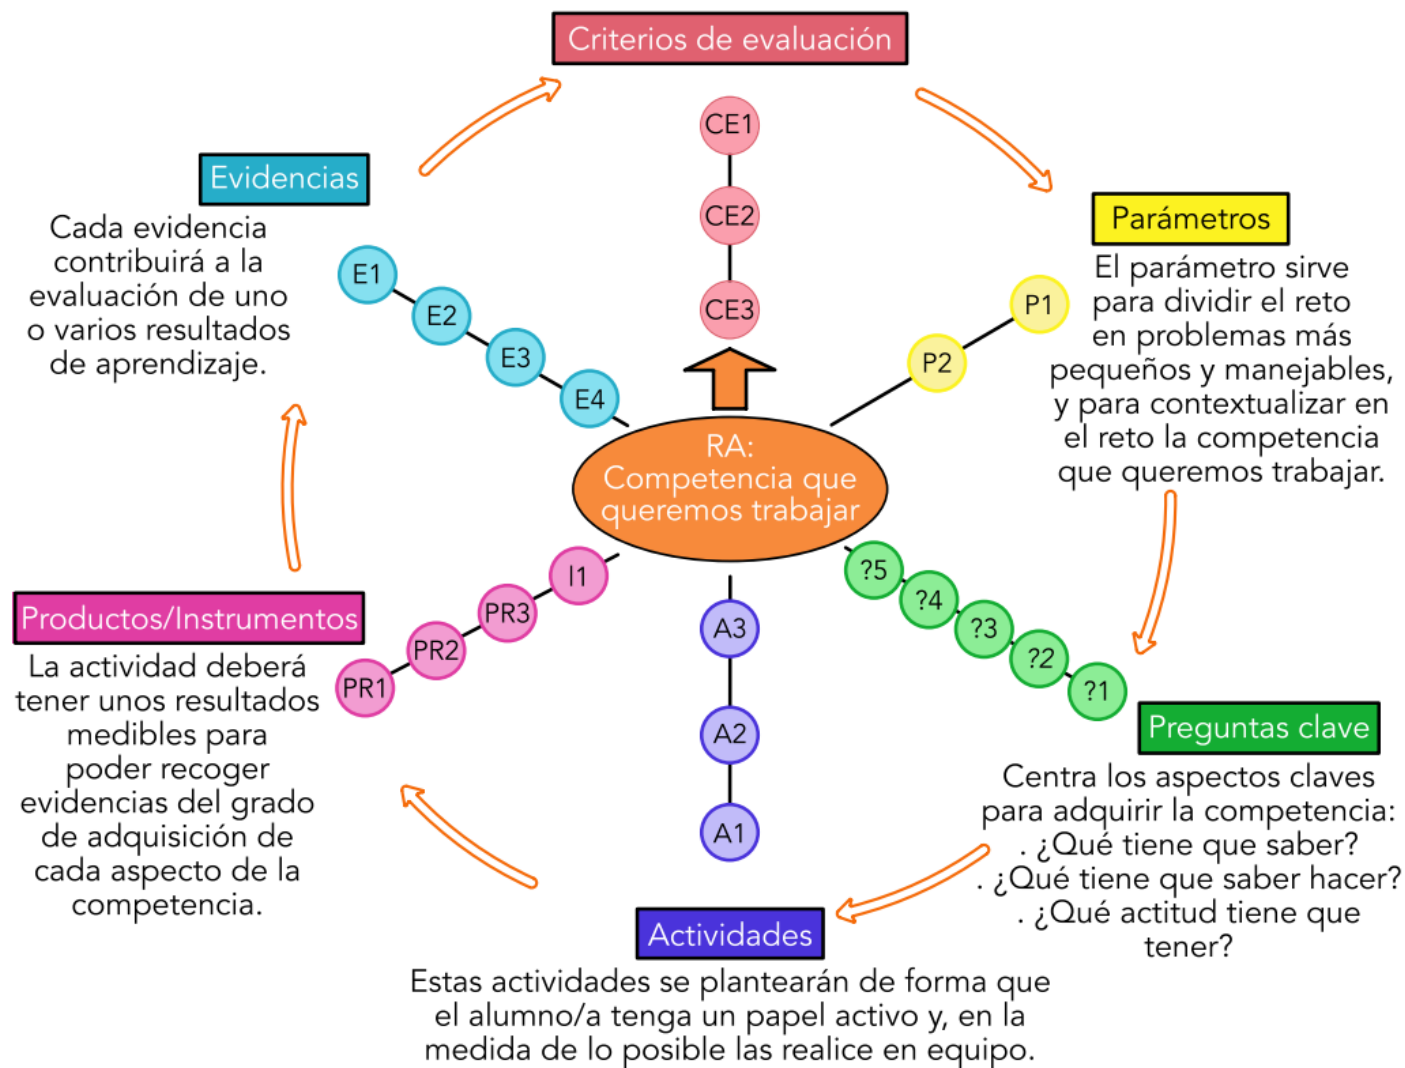 Criterios de evaluación
CE1
CE2
CE3
Parámetros
El parámetro sirve
para dividir el reto
en problemas más
pequeños y manejables,
y para contextualizar en
el reto la competencia
que queremos trabajar.
P1
P2
Preguntas clave
Centra los aspectos claves
para adquirir la competencia:
. ¿Qué tiene que saber?
. ¿Qué tiene que saber hacer?
. ¿Qué actitud tiene que
tener?
?5
?4
?3
?2
?1
Actividades
Estas actividades se plantearán de forma que
el alumno/a tenga un papel activo y, en la
medida de lo posible las realice en equipo.
A3
A2
A1
Productos/Instrumentos
La actividad deberá
tener unos resultados
medibles para
poder recoger
evidencias del grado
de adquisición de
cada aspecto de la
competencia.
I1
PR3
PR2
PR1
Evidencias
Cada evidencia
contribuirá a la
evaluación de uno
o varios resultados
de aprendizaje.
E1
E2
E3
E4
RA:
Competencia que
queremos trabajar